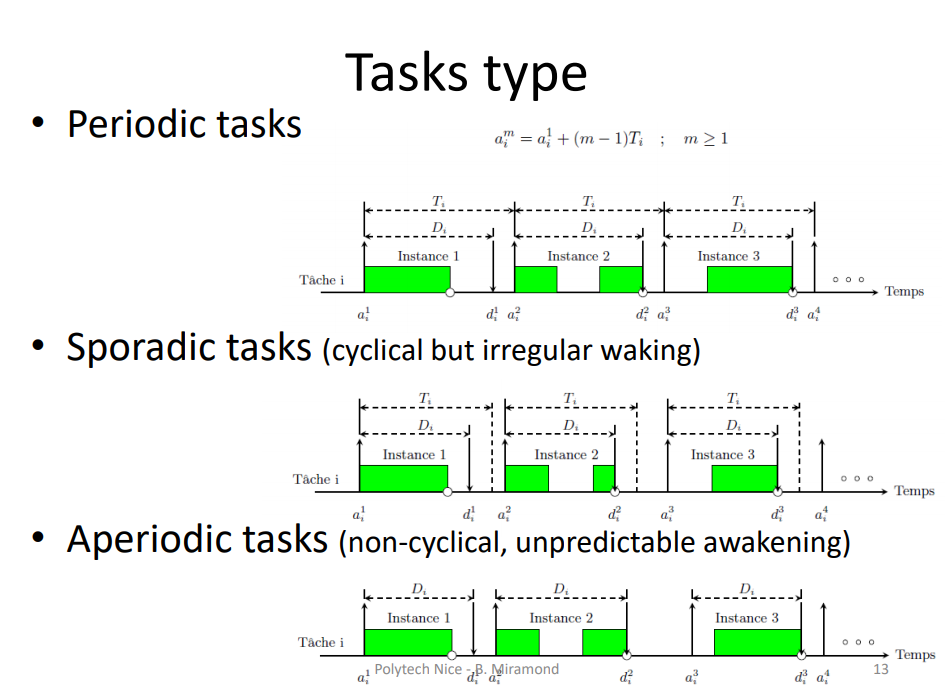 Tasks type
• Periodic tasks
a_i^m = a_i^1 + (m − 1)T_i ; m ≥ 1
T_i T_i T_i
D_i D_i D_i
Instance 1 Instance 2 Instance 3
Tâche i
Temps
a_i^1 d_i^1 a_i^2 d_i^2 a_i^3 d_i^3 a_i^4
• Sporadic tasks (cyclical but irregular waking)
T_i T_i T_i
D_i D_i D_i
Instance 1 Instance 2 Instance 3
Tâche i
Temps
a_i^1 d_i^1 a_i^2 d_i^2 a_i^3 d_i^3 a_i^4
• Aperiodic tasks (non-cyclical, unpredictable awakening)
D_i D_i D_i
Instance 1 Instance 2 Instance 3
Tâche i
Temps
a_i^1 d_i^1 a_i^2 d_i^2 a_i^3 d_i^3 a_i^4
Polytech Nice - B. Miramond
13